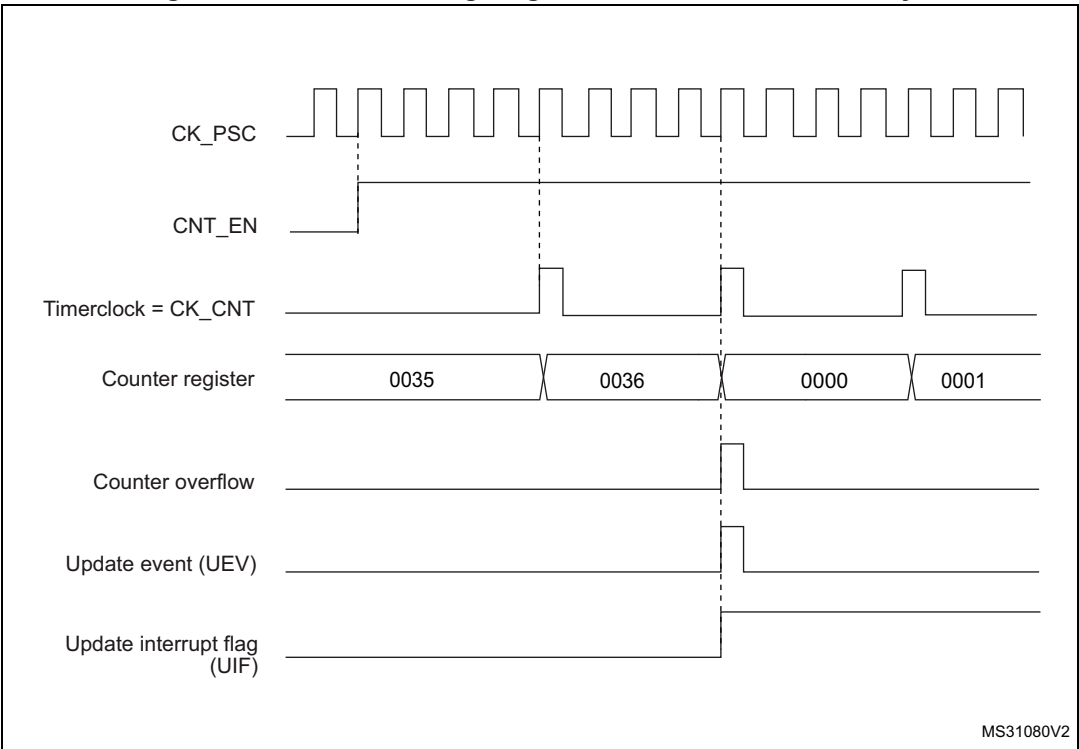 CK_PSC
CNT_EN
Timerclock = CK_CNT
Counter register
0035
0036
0000
0001
Counter overflow
Update event (UEV)
Update interrupt flag
(UIF)
MS31080V2